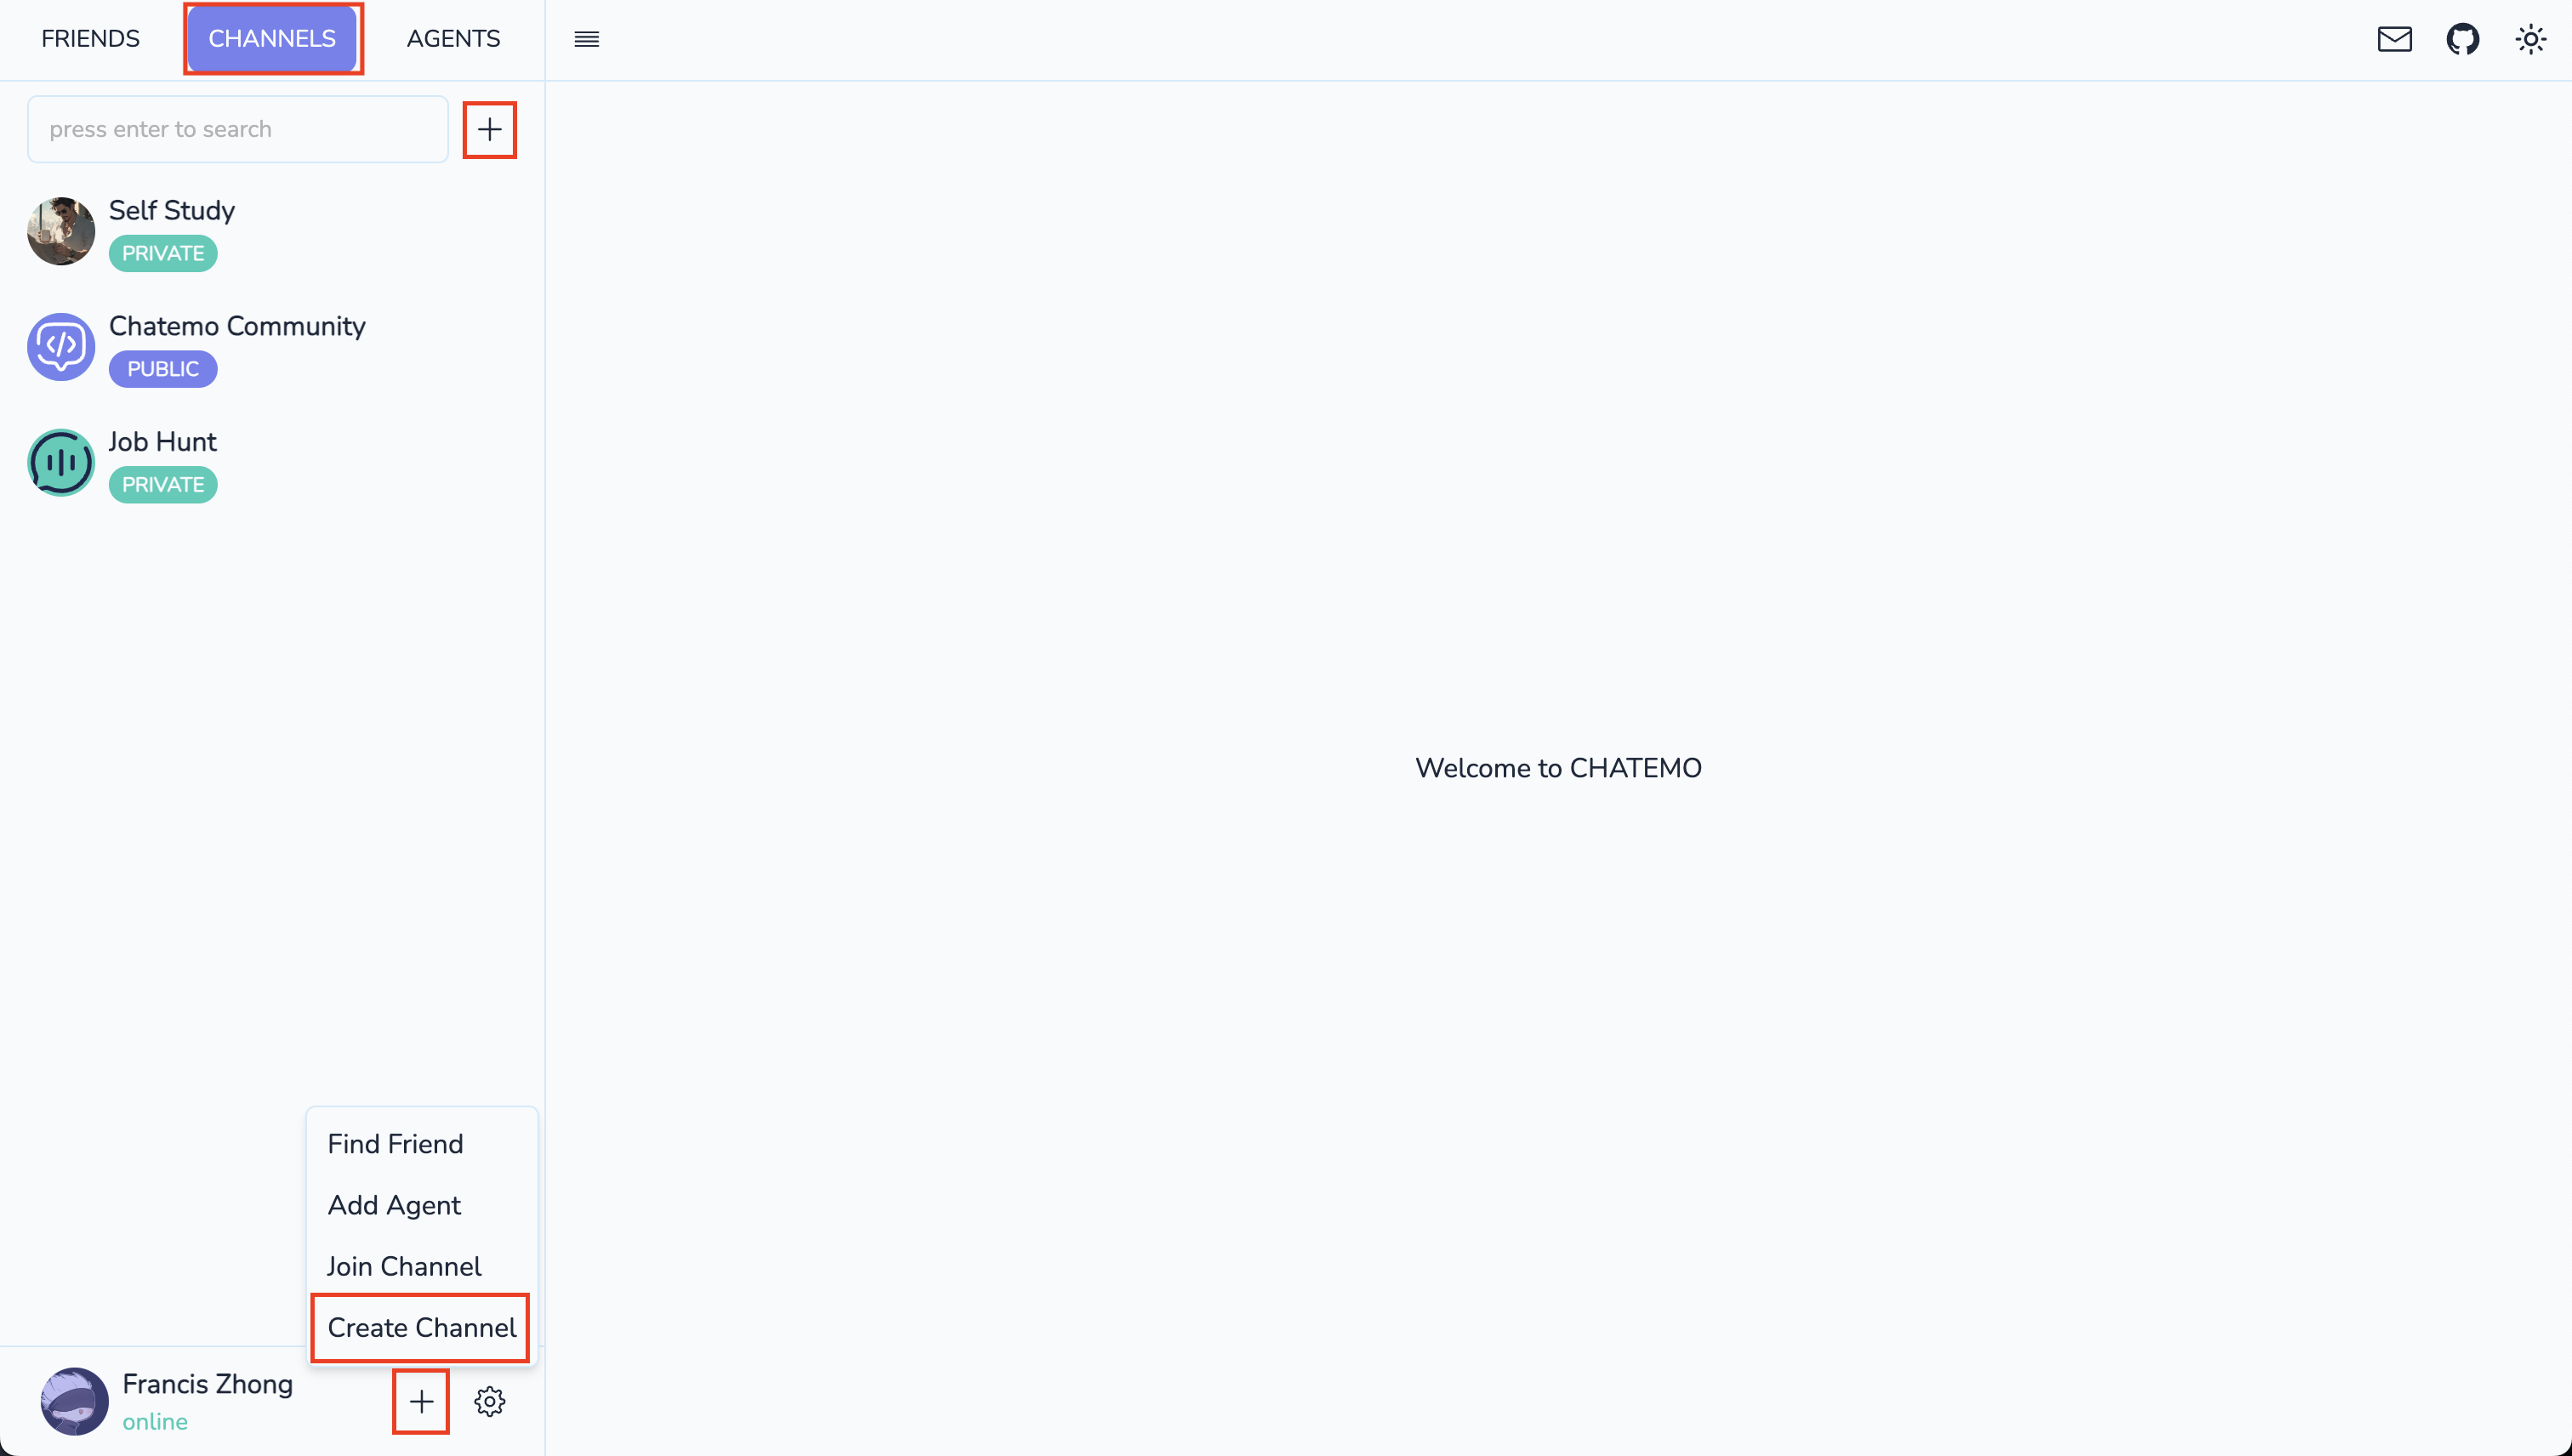 FRIENDS CHANNELS AGENTS
press enter to search
Self Study
PRIVATE
Chatemo Community
PUBLIC
Job Hunt
PRIVATE
Welcome to CHATEMO
Find Friend
Add Agent
Join Channel
Create Channel
Francis Zhong
online